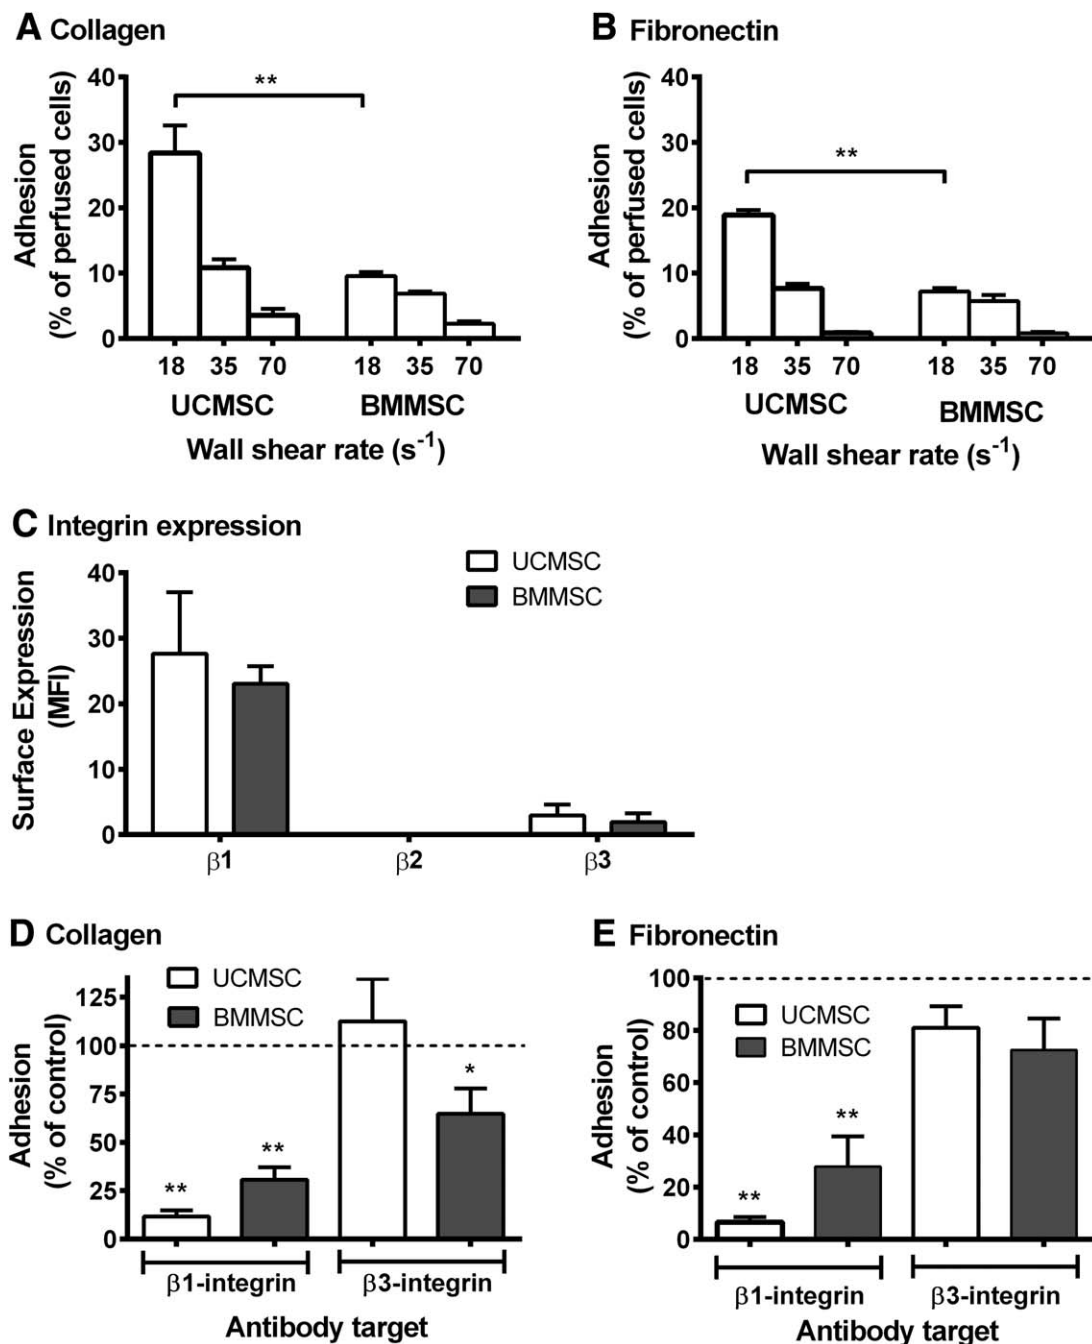 A Collagen
Adhesion
(% of perfused cells)
40
30
20
10
0
**
18 35 70 18 35 70
UCMSC BMMSC
Wall shear rate (s-1)
B Fibronectin
Adhesion
(% of perfused cells)
40
30
20
10
0
**
18 35 70 18 35 70
UCMSC BMMSC
Wall shear rate (s-1)
C Integrin expression
Surface Expression
(MFI)
40
30
20
10
0
UCMSC
BMMSC
β1 β2 β3
D Collagen
Adhesion
(% of control)
125
100
75
50
25
0
UCMSC
BMMSC
** ** *
β1-integrin β3-integrin
Antibody target
E Fibronectin
Adhesion
(% of control)
100
80
60
40
20
0
UCMSC
BMMSC
** **
β1-integrin β3-integrin
Antibody target